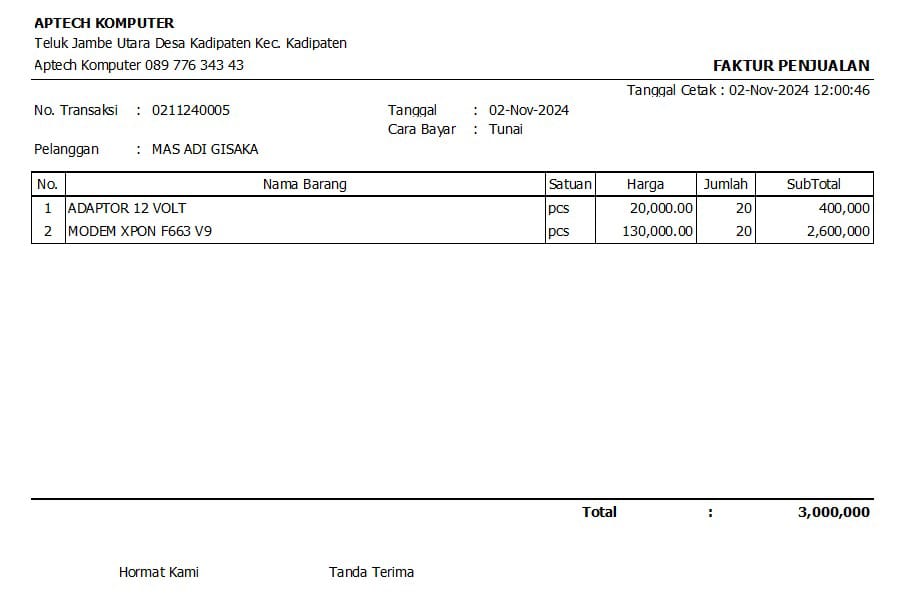 APTECH KOMPUTER
Teluk Jambe Utara Desa Kadipaten Kec. Kadipaten
Aptech Komputer 089 776 343 43
FAKTUR PENJUALAN
Tanggal Cetak : 02-Nov-2024 12:00:46
No. Transaksi : 0211240005 Tanggal : 02-Nov-2024
Cara Bayar : Tunai
Pelanggan : MAS ADI GISAKA
No. Nama Barang Satuan Harga Jumlah SubTotal
1 ADAPTOR 12 VOLT pcs 20,000.00 20 400,000
2 MODEM XPON F663 V9 pcs 130,000.00 20 2,600,000
Total : 3,000,000
Hormat Kami Tanda Terima